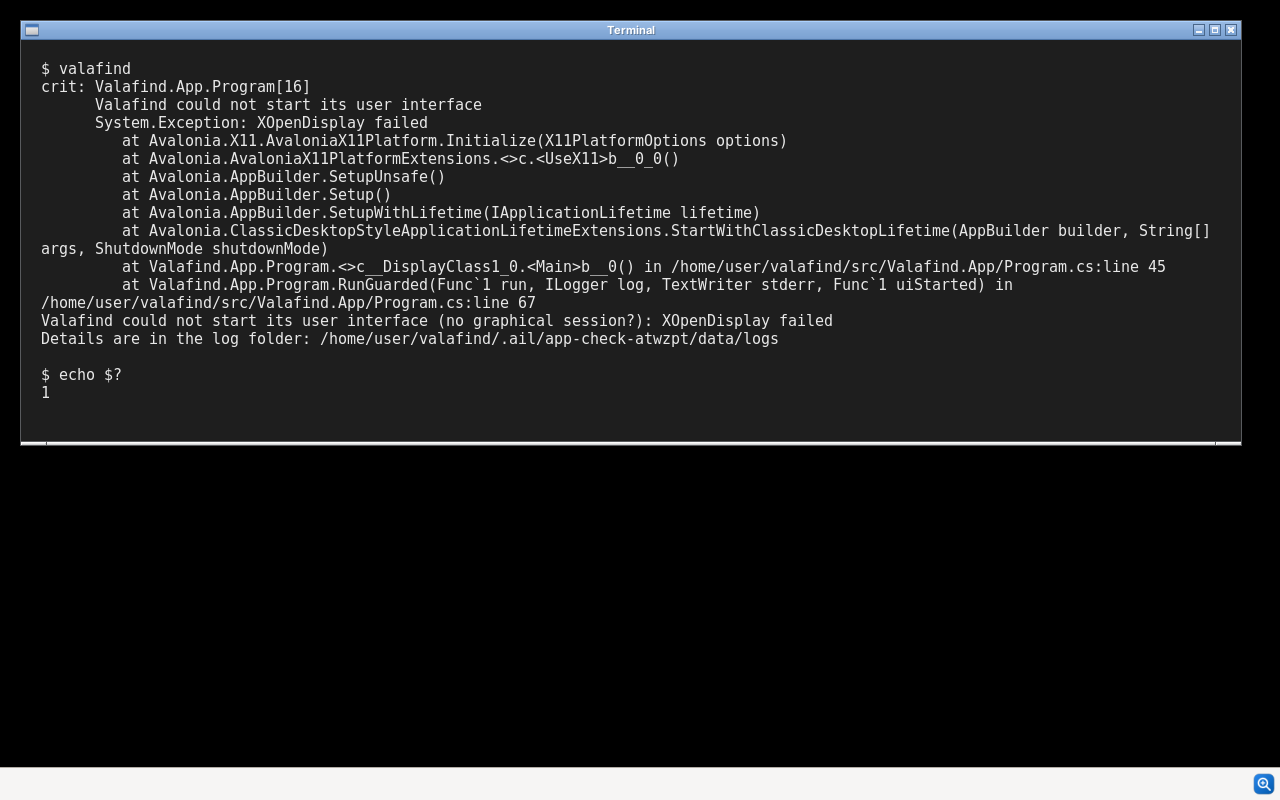 Terminal
$ valafind
crit: Valafind.App.Program[16]
      Valafind could not start its user interface
      System.Exception: XOpenDisplay failed
         at Avalonia.X11.AvaloniaX11Platform.Initialize(X11PlatformOptions options)
         at Avalonia.AvaloniaX11PlatformExtensions.<>c.<UseX11>b__0_0()
         at Avalonia.AppBuilder.SetupUnsafe()
         at Avalonia.AppBuilder.Setup()
         at Avalonia.AppBuilder.SetupWithLifetime(IApplicationLifetime lifetime)
         at Avalonia.ClassicDesktopStyleApplicationLifetimeExtensions.StartWithClassicDesktopLifetime(AppBuilder builder, String[]
args, ShutdownMode shutdownMode)
         at Valafind.App.Program.<>c__DisplayClass1_0.<Main>b__0() in /home/user/valafind/src/Valafind.App/Program.cs:line 45
         at Valafind.App.Program.RunGuarded(Func`1 run, ILogger log, TextWriter stderr, Func`1 uiStarted) in
/home/user/valafind/src/Valafind.App/Program.cs:line 67
Valafind could not start its user interface (no graphical session?): XOpenDisplay failed
Details are in the log folder: /home/user/valafind/.ail/app-check-atwzpt/data/logs
$ echo $?
1